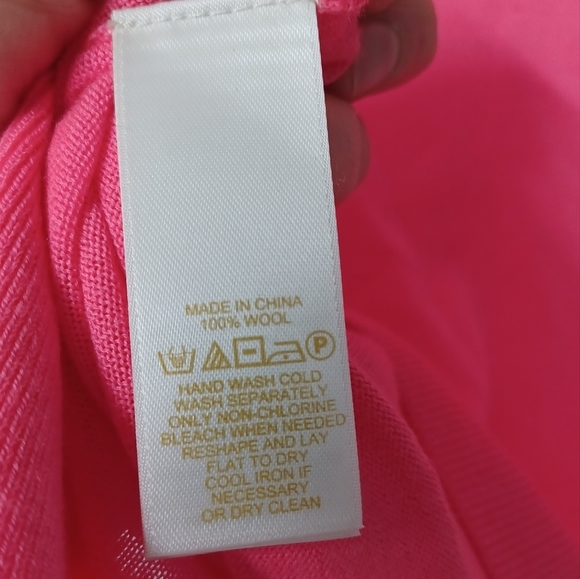 MADE IN CHINA
100% WOOL
P
HAND WASH COLD
WASH SEPARATELY
ONLY NON-CHLORINE
BLEACH WHEN NEEDED
RESHAPE AND LAY
FLAT TO DRY
COOL IRON IF
NECESSARY
OR DRY CLEAN